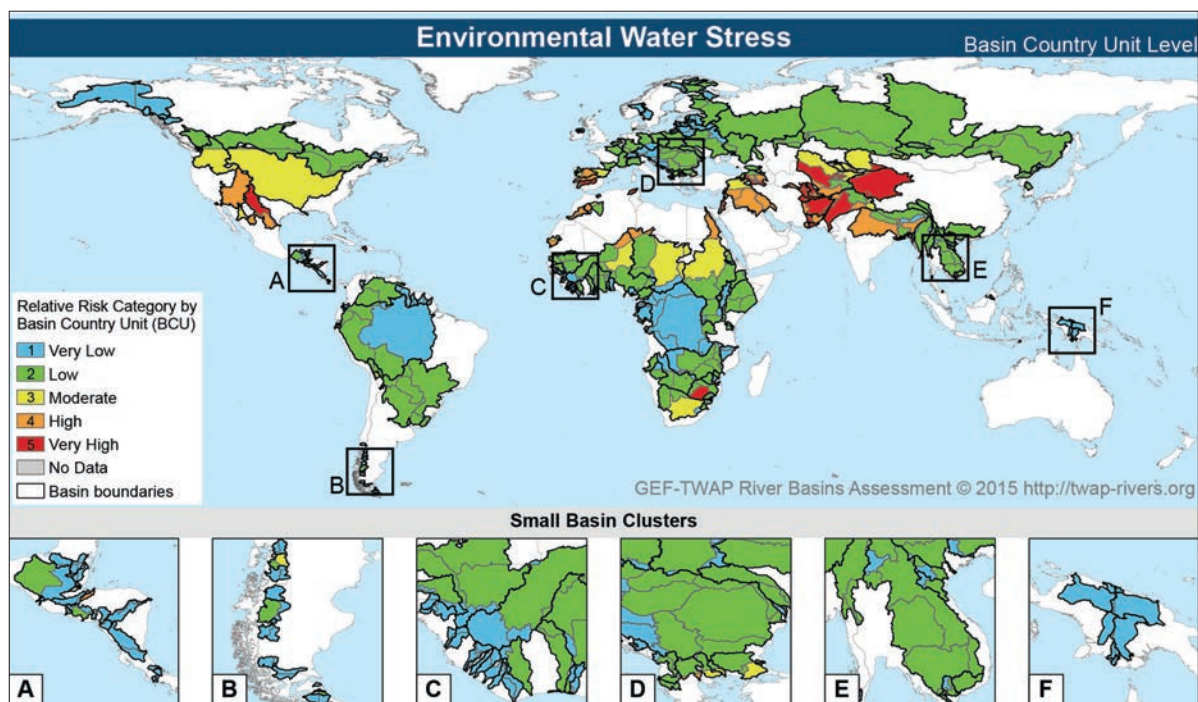 Environmental Water Stress
Basin Country Unit Level
D
A
C
E
F
B
Relative Risk Category by
Basin Country Unit (BCU)
1 Very Low
2 Low
3 Moderate
4 High
5 Very High
No Data
Basin boundaries
GEF-TWAP River Basins Assessment © 2015 http://twap-rivers.org
Small Basin Clusters
A
B
C
D
E
F